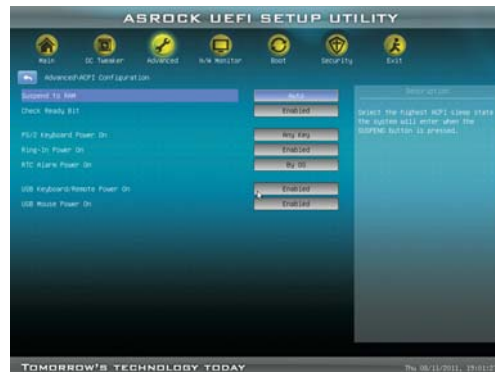 ASROCK UEFI SETUP UTILITY
Main OC Tweaker Advanced H/W Monitor Boot Security Exit
Advanced\ACPI Configuration
Suspend to RAM Auto
Check Ready Bit Enabled
PS/2 Keyboard Power On Any Key
Ring-In Power On Enabled
RTC Alarm Power On By OS
USB Keyboard/Remote Power On Enabled
USB Mouse Power On Enabled
Description
Select the highest ACPI sleep state
the system will enter when the
SUSPEND button is pressed.
TOMORROW'S TECHNOLOGY TODAY